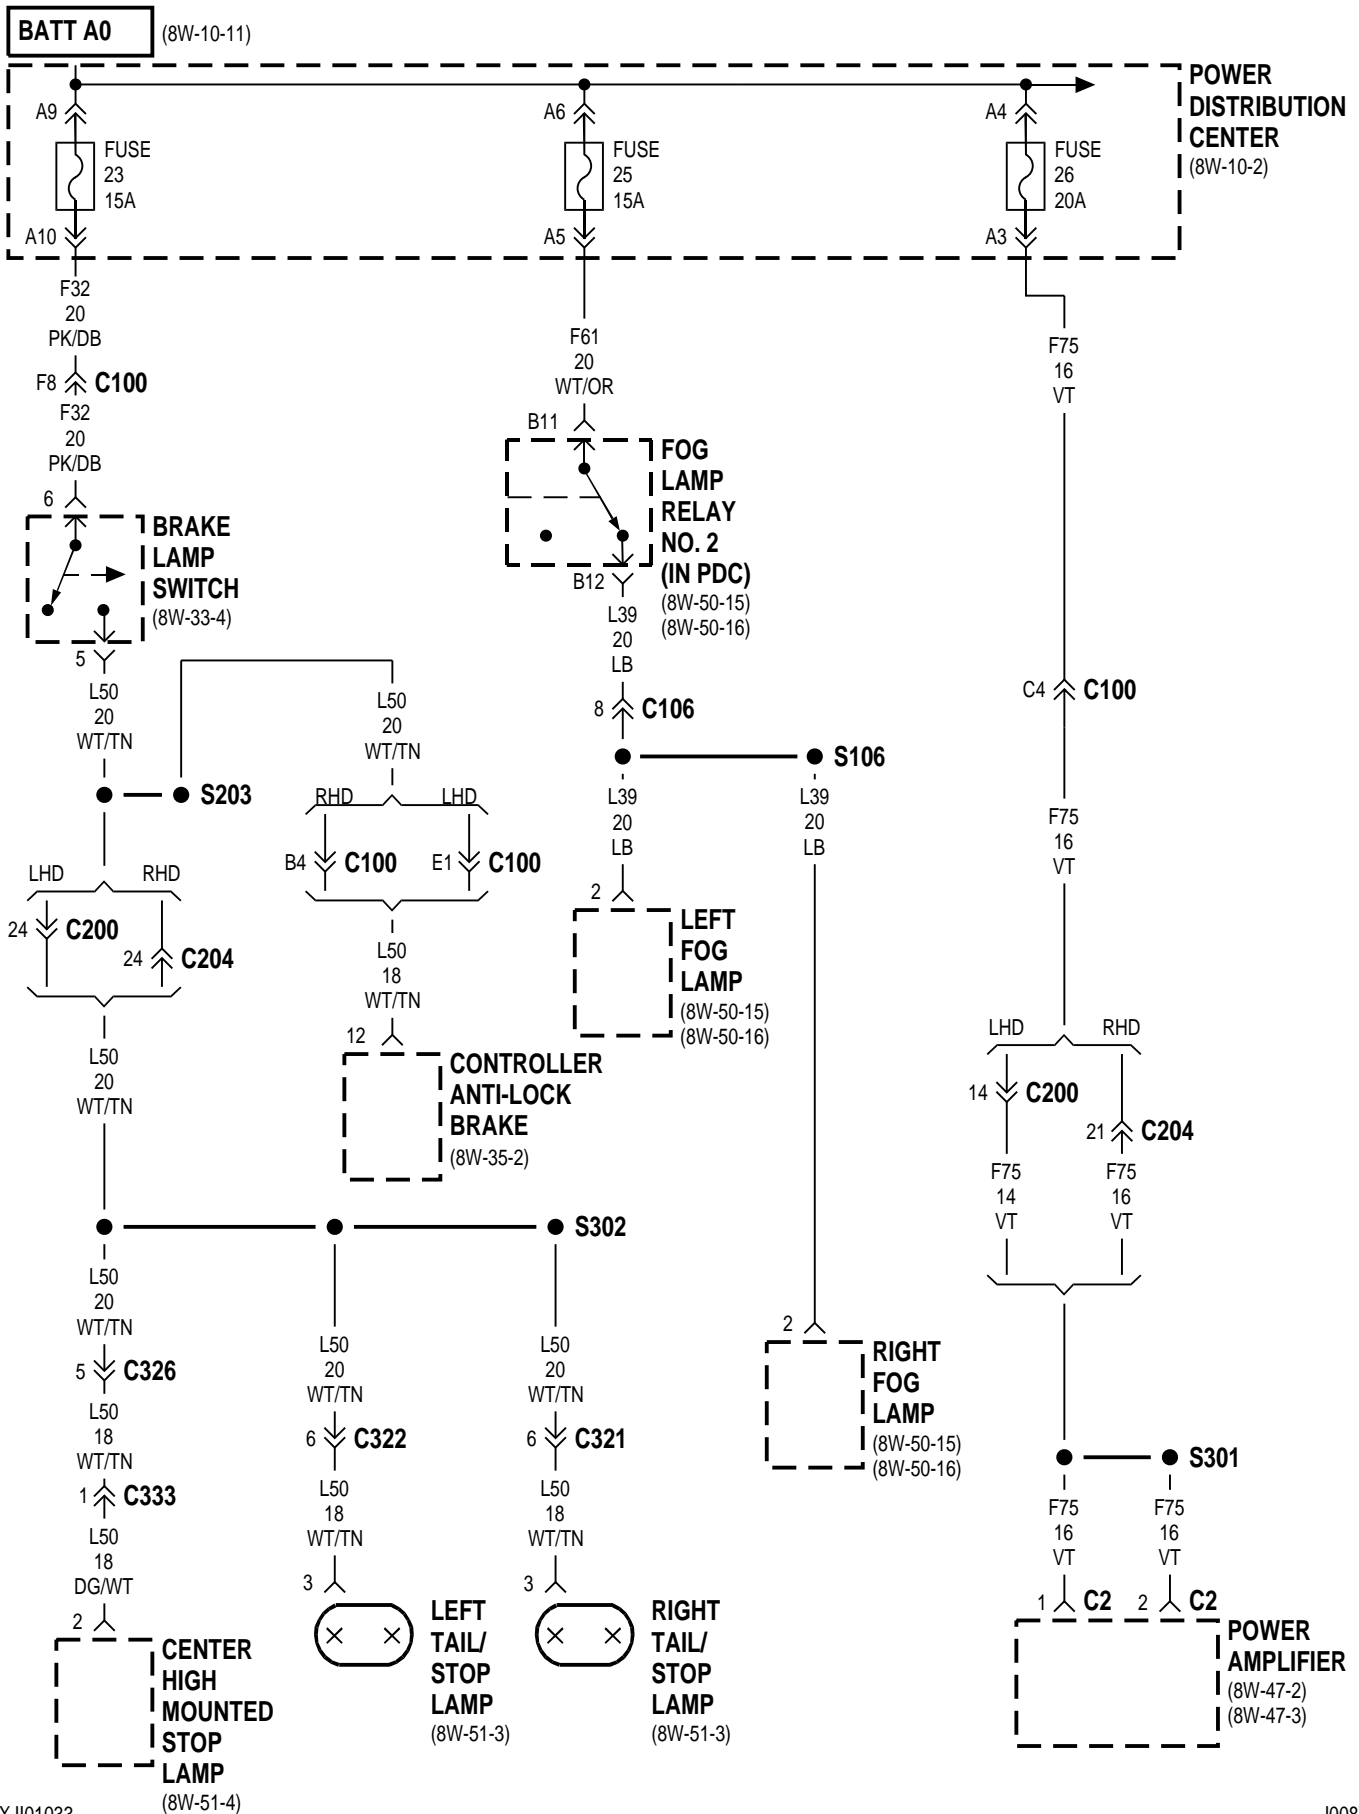 BATT A0
(8W-10-11)
POWER
DISTRIBUTION
CENTER
(8W-10-2)
A9
A6
A4
FUSE
23
15A
FUSE
25
15A
FUSE
26
20A
A10
A5
A3
F32
20
PK/DB
F8
C100
F32
20
PK/DB
6
BRAKE
LAMP
SWITCH
(8W-33-4)
5
L50
20
WT/TN
S203
L50
20
WT/TN
RHD
LHD
B4
C100
E1
C100
L50
18
WT/TN
12
CONTROLLER
ANTI-LOCK
BRAKE
(8W-35-2)
LHD
RHD
24
C200
24
C204
L50
20
WT/TN
S302
L50
20
WT/TN
5
C326
L50
18
WT/TN
1
C333
L50
18
DG/WT
2
CENTER
HIGH
MOUNTED
STOP
LAMP
(8W-51-4)
L50
20
WT/TN
6
C322
L50
18
WT/TN
3
LEFT
TAIL/
STOP
LAMP
(8W-51-3)
L50
20
WT/TN
6
C321
L50
18
WT/TN
3
RIGHT
TAIL/
STOP
LAMP
(8W-51-3)
F61
20
WT/OR
B11
FOG
LAMP
RELAY
NO. 2
(IN PDC)
(8W-50-15)
(8W-50-16)
B12
L39
20
LB
8
C106
S106
L39
20
LB
2
LEFT
FOG
LAMP
(8W-50-15)
(8W-50-16)
L39
20
LB
2
RIGHT
FOG
LAMP
(8W-50-15)
(8W-50-16)
F75
16
VT
C4
C100
F75
16
VT
LHD
RHD
14
C200
21
C204
F75
14
VT
F75
16
VT
S301
F75
16
VT
F75
16
VT
1
C2
2
C2
POWER
AMPLIFIER
(8W-47-2)
(8W-47-3)